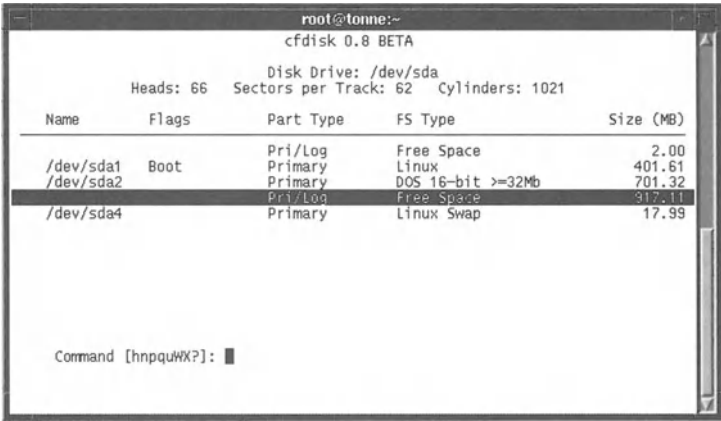 root@tonne:~
cfdisk 0.8 BETA
Disk Drive: /dev/sda
Heads: 66 Sectors per Track: 62 Cylinders: 1021
Name Flags Part Type FS Type Size (MB)
Pri/Log Free Space 2.00
/dev/sda1 Boot Primary Linux 401.61
/dev/sda2 Primary DOS 16-bit >=32Mb 701.32
Pri/Log Free Space 917.11
/dev/sda4 Primary Linux Swap 17.99
Command [hnpquWX?]: